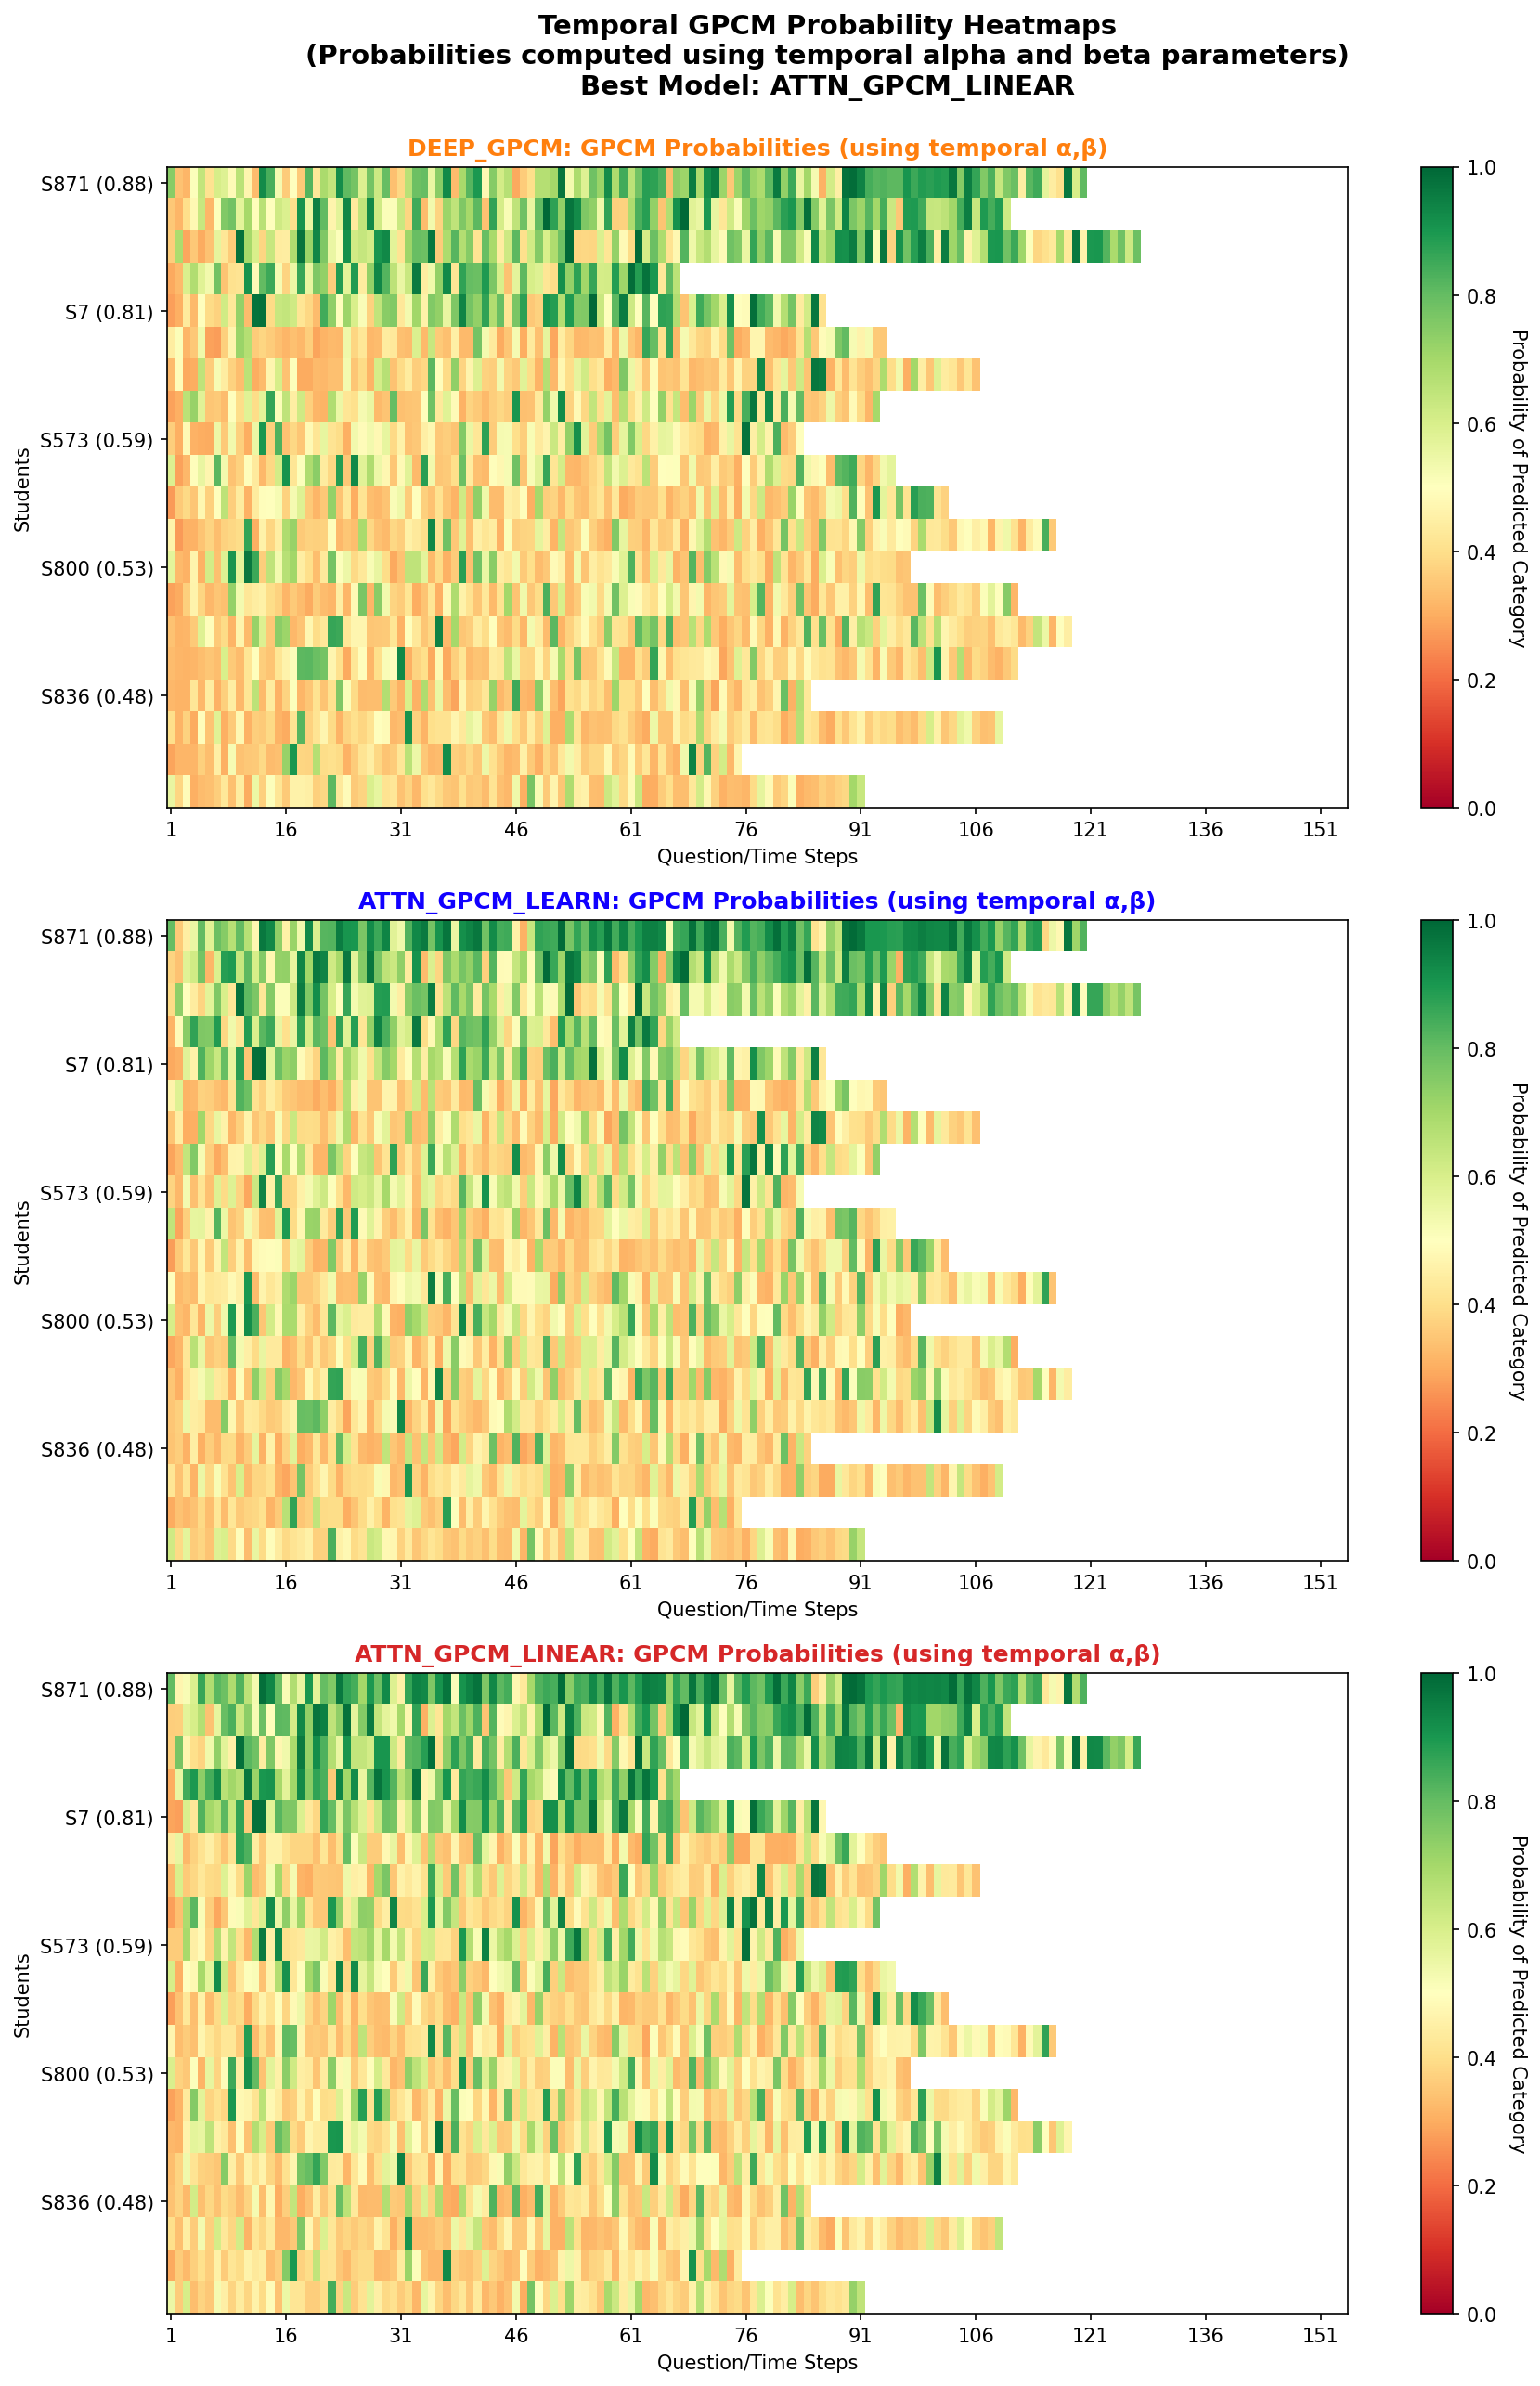 Temporal GPCM Probability Heatmaps
(Probabilities computed using temporal alpha and beta parameters)
Best Model: ATTN_GPCM_LINEAR
DEEP_GPCM: GPCM Probabilities (using temporal α,β)
S871 (0.88)
S7 (0.81)
S573 (0.59)
S800 (0.53)
S836 (0.48)
Students
1 16 31 46 61 76 91 106 121 136 151
Question/Time Steps
1.0
0.8
0.6
0.4
0.2
0.0
Probability of Predicted Category
ATTN_GPCM_LEARN: GPCM Probabilities (using temporal α,β)
S871 (0.88)
S7 (0.81)
S573 (0.59)
S800 (0.53)
S836 (0.48)
Students
1 16 31 46 61 76 91 106 121 136 151
Question/Time Steps
1.0
0.8
0.6
0.4
0.2
0.0
Probability of Predicted Category
ATTN_GPCM_LINEAR: GPCM Probabilities (using temporal α,β)
S871 (0.88)
S7 (0.81)
S573 (0.59)
S800 (0.53)
S836 (0.48)
Students
1 16 31 46 61 76 91 106 121 136 151
Question/Time Steps
1.0
0.8
0.6
0.4
0.2
0.0
Probability of Predicted Category